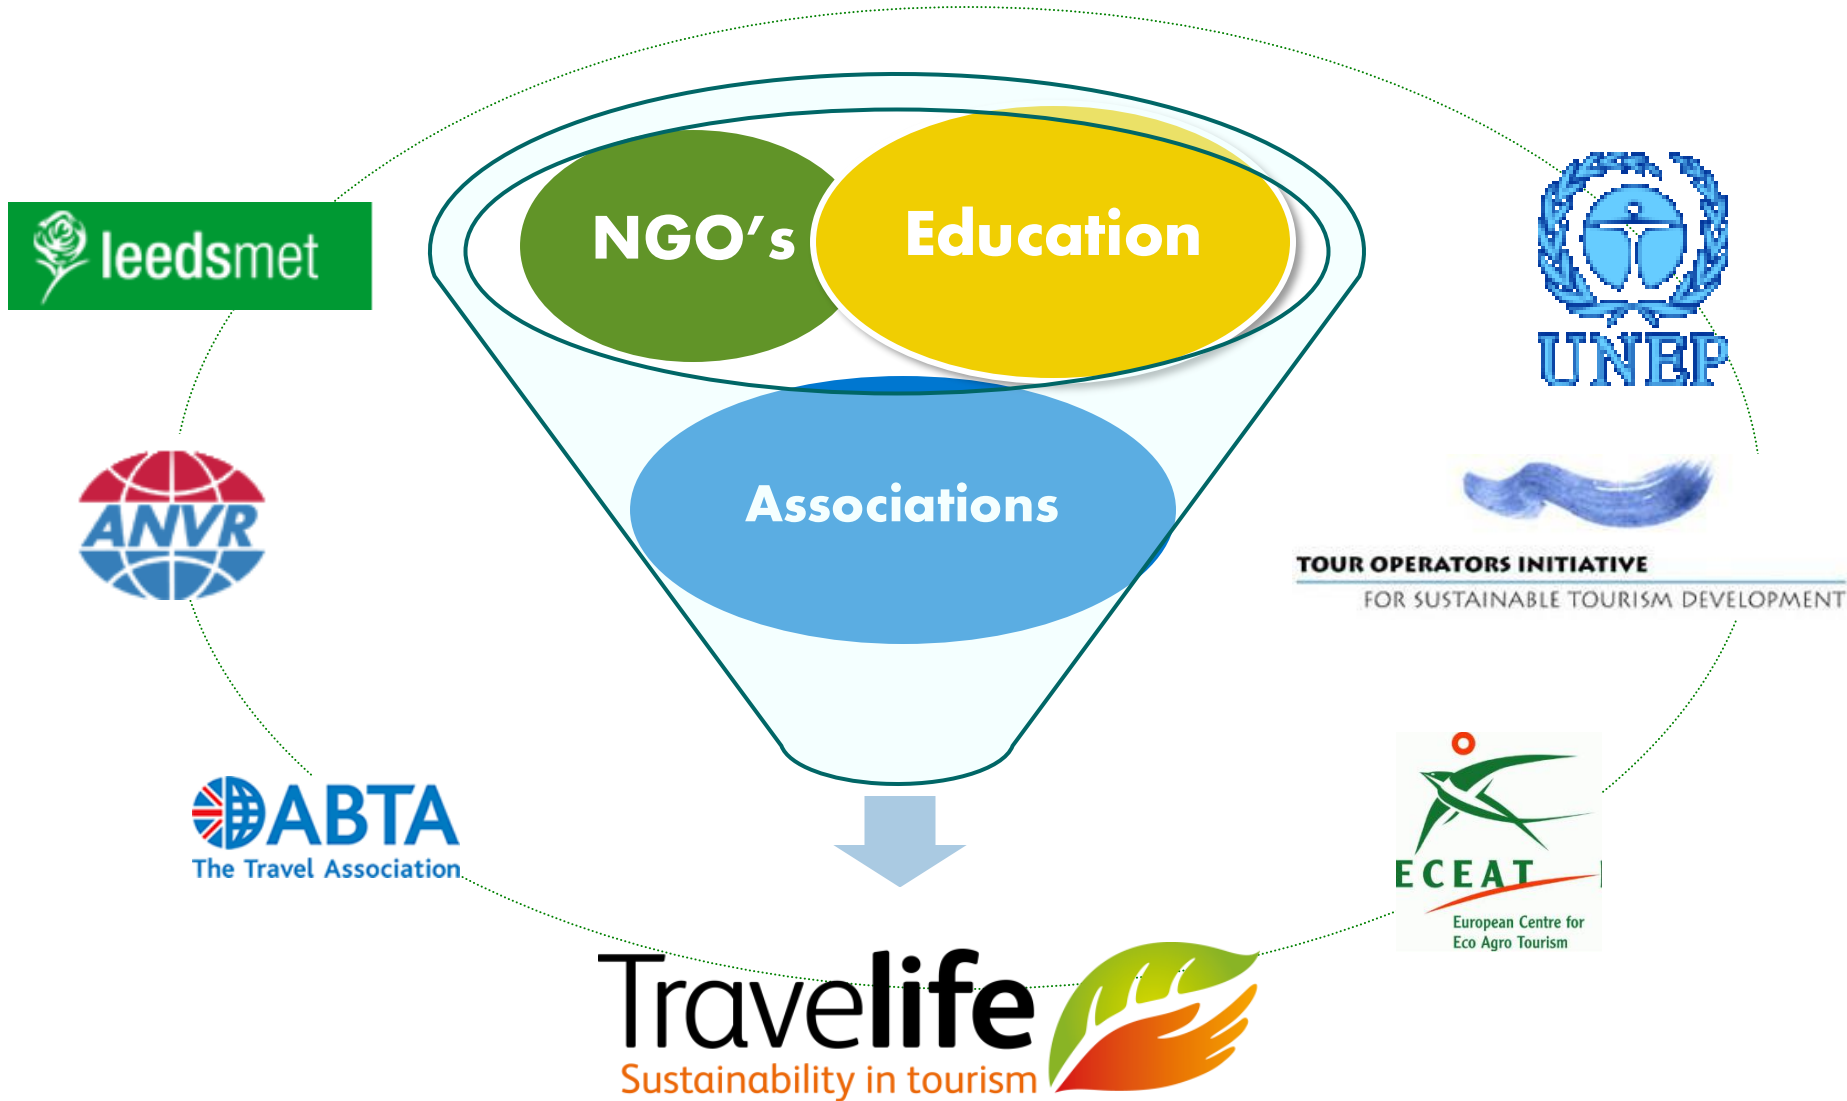 NGO’s
Education
leedsmet
UNEP
Associations
ANVR
TOUR OPERATORS INITIATIVE
FOR SUSTAINABLE TOURISM DEVELOPMENT
ABTA
The Travel Association
ECEAT
European Centre for
Eco Agro Tourism
Travelife
Sustainability in tourism